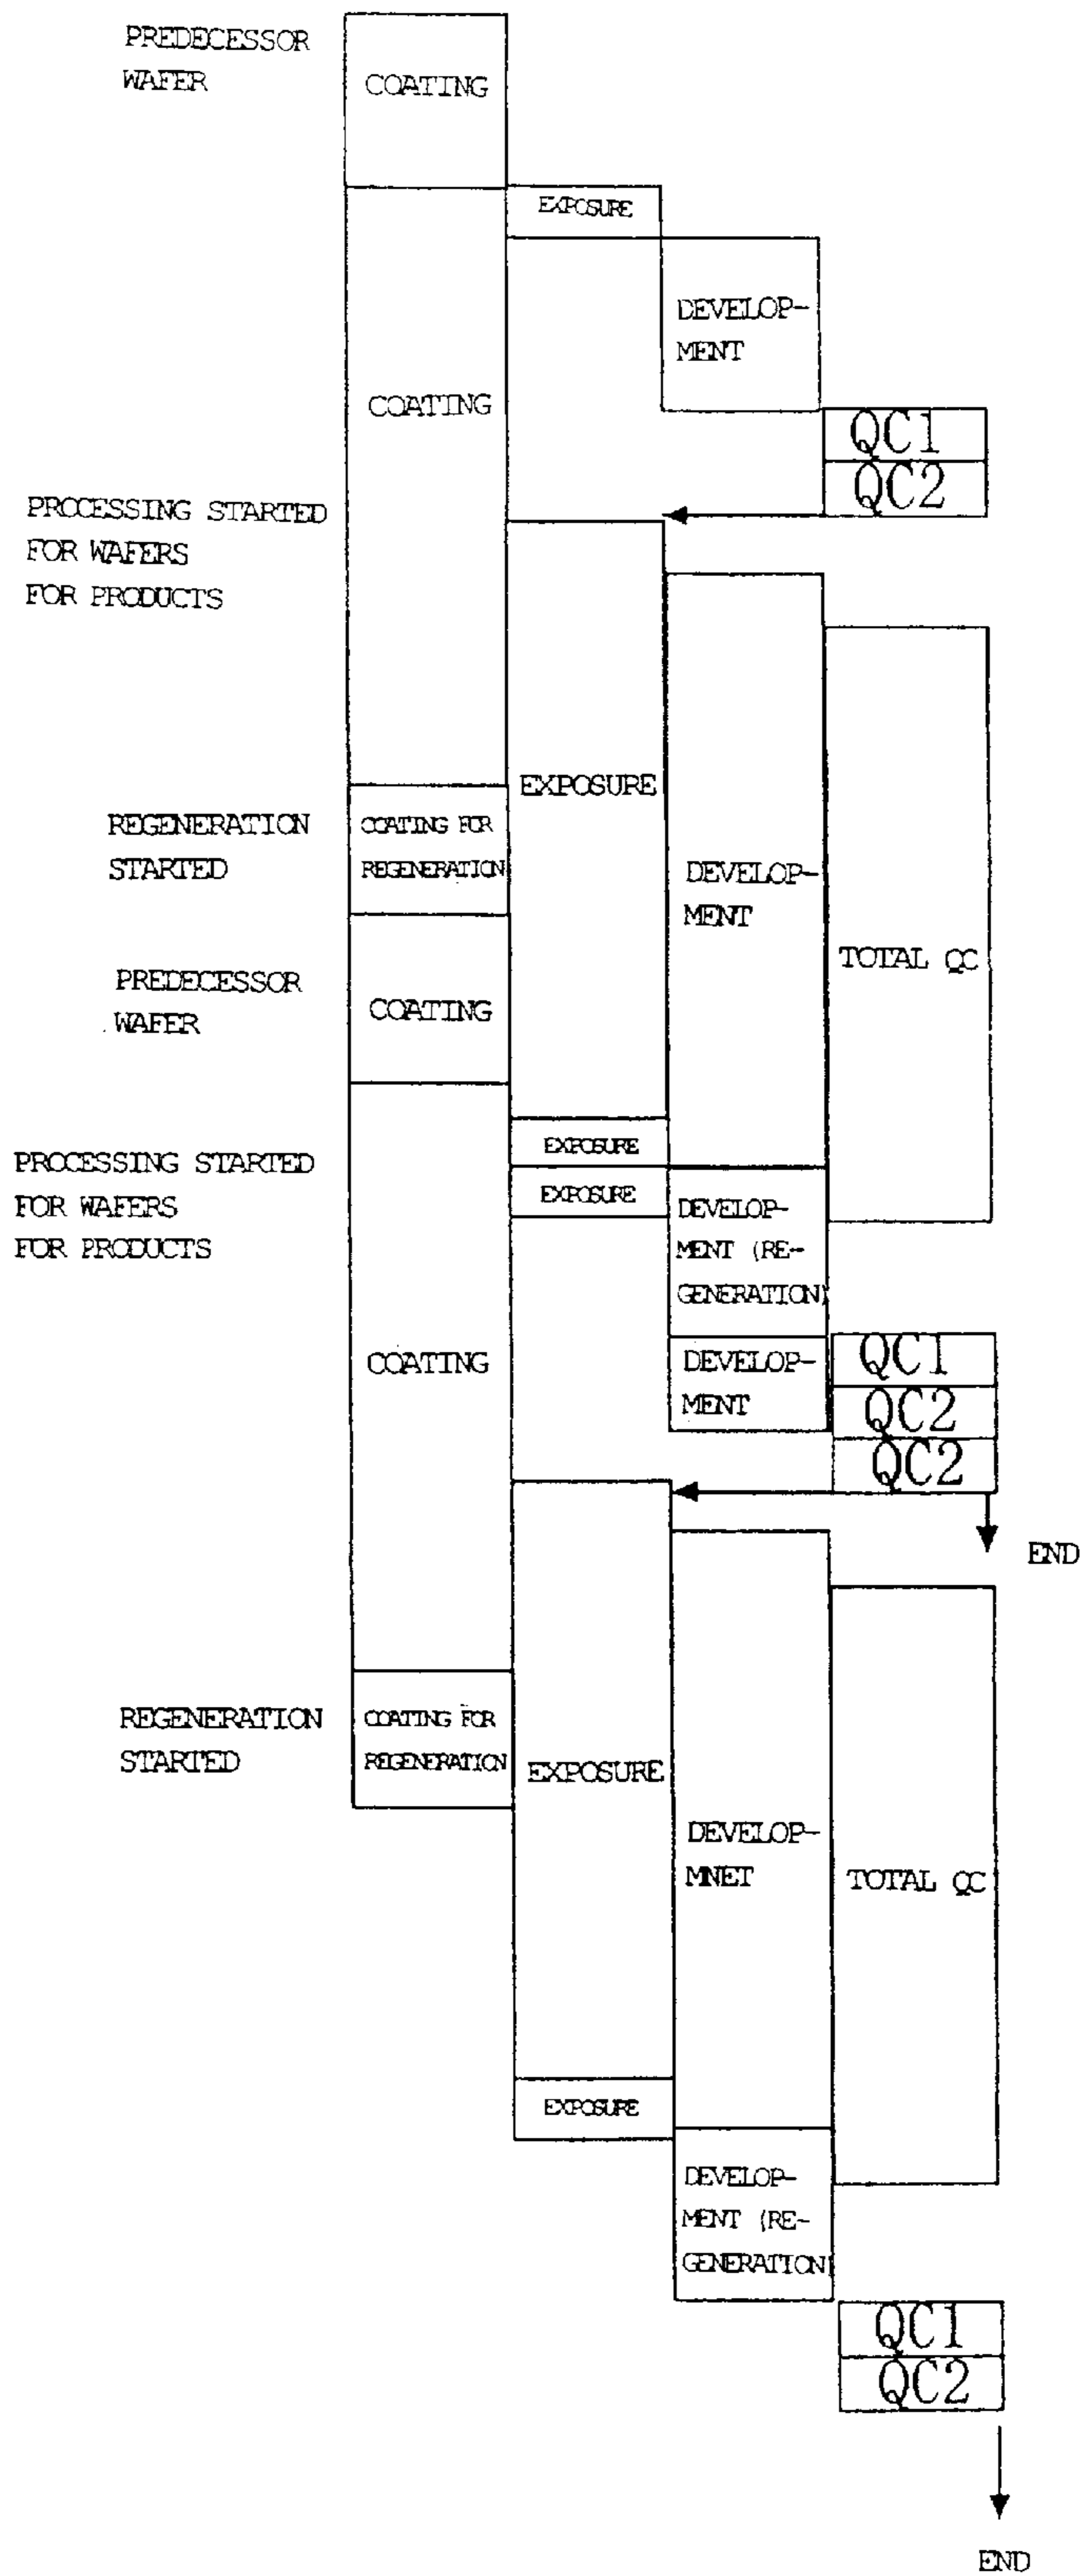 PREDECESSOR
WAFER
COATING
EXPOSURE
DEVELOP-
MENT
COATING
QC1
QC2
PROCESSING STARTED
FOR WAFERS
FOR PRODUCTS
EXPOSURE
REGENERATION
STARTED
COATING FOR
REGENERATION
DEVELOP-
MENT
TOTAL QC
PREDECESSOR
WAFER
COATING
EXPOSURE
PROCESSING STARTED
FOR WAFERS
FOR PRODUCTS
EXPOSURE
DEVELOP-
MENT (RE-
GENERATION)
COATING
DEVELOP-
MENT
QC1
QC2
QC2
END
REGENERATION
STARTED
COATING FOR
REGENERATION
EXPOSURE
DEVELOP-
MNET
TOTAL QC
EXPOSURE
DEVELOP-
MENT (RE-
GENERATION)
QC1
QC2
END